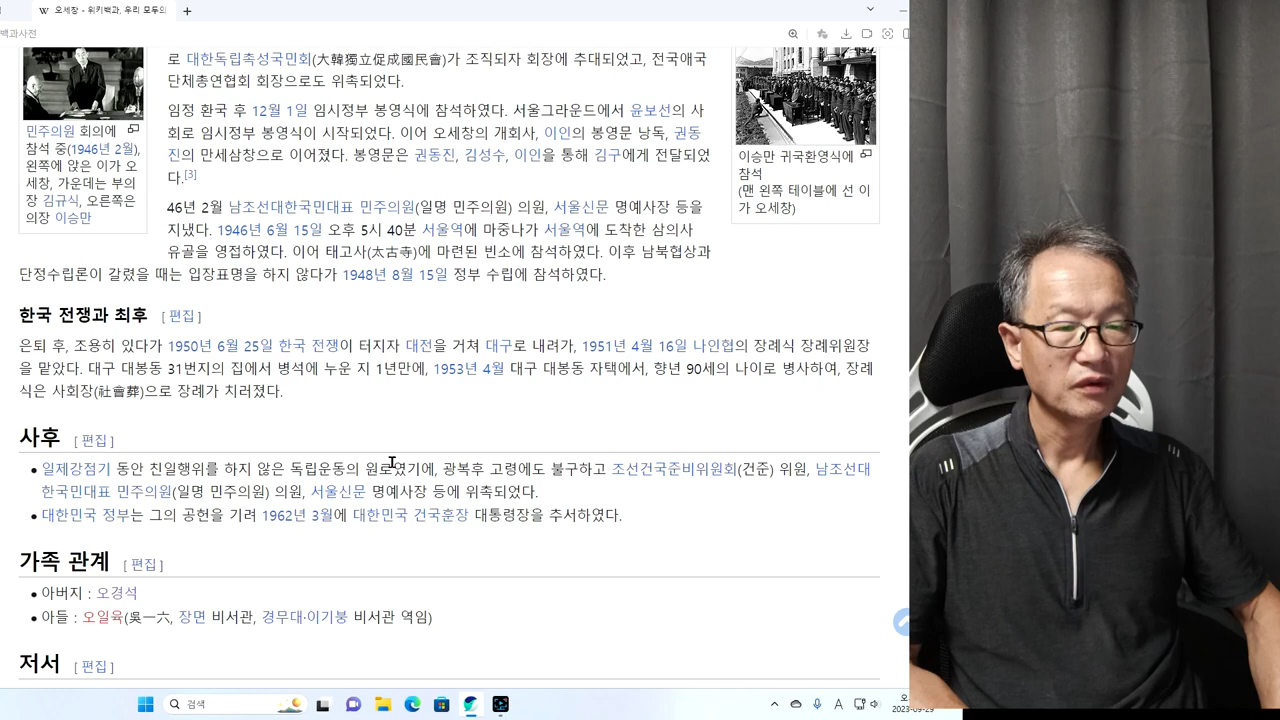 오세창 - 위키백과, 우리 모두의
백과사전
로 대한독립촉성국민회(大韓獨立促成國民會)가 조직되자 회장에 추대되었고, 전국애국
단체총연합회 회장으로도 위촉되었다.
임정 환국 후 12월 1일 임시정부 봉영식에 참석하였다. 서울그라운드에서 윤보선의 사
회로 임시정부 봉영식이 시작되었다. 이어 오세창의 개회사, 이인의 봉영문 낭독, 권동
진의 만세삼창으로 이어졌다. 봉영문은 권동진, 김성수, 이인을 통해 김구에게 전달되었
다.[3]
46년 2월 남조선대한국민대표 민주의원(일명 민주의원) 의원, 서울신문 명예사장 등을
지냈다. 1946년 6월 15일 오후 5시 40분 서울역에 마중나가 서울역에 도착한 삼의사
유골을 영접하였다. 이어 태고사(太古寺)에 마련된 빈소에 참석하였다. 이후 남북협상과
단정수립론이 갈렸을 때는 입장표명을 하지 않다가 1948년 8월 15일 정부 수립에 참석하였다.
민주의원 회의에
참석 중(1946년 2월),
왼쪽에 앉은 이가 오
세창, 가운데는 부의
장 김규식, 오른쪽은
의장 이승만
이승만 귀국환영식에
참석
(맨 왼쪽 테이블에 선 이
가 오세창)
한국 전쟁과 최후 [편집]
은퇴 후, 조용히 있다가 1950년 6월 25일 한국 전쟁이 터져서 대전을 거쳐 대구로 내려가, 1951년 4월 16일 나인협의 장례식 장례위원장
을 맡았다. 대구 대봉동 31번지의 집에서 병석에 누운 지 1년만에, 1953년 4월 대구 대봉동 자택에서, 향년 90세의 나이로 병사하여, 장례
식은 사회장(社會葬)으로 장례가 치러졌다.
사후 [편집]
일제강점기 동안 친일행위를 하지 않은 독립운동의 원로였기에, 광복후 고령에도 불구하고 조선건국준비위원회(건준) 위원, 남조선대
한국민대표 민주의원(일명 민주의원) 의원, 서울신문 명예사장 등에 위촉되었다.
대한민국 정부는 그의 공헌을 기려 1962년 3월에 대한민국 건국훈장 대통령장을 추서하였다.
가족 관계 [편집]
아버지 : 오경석
아들 : 오일육(吳一六, 장면 비서관, 경무대·이기붕 비서관 역임)
저서 [편집]
검색
A
오
2023-09-29